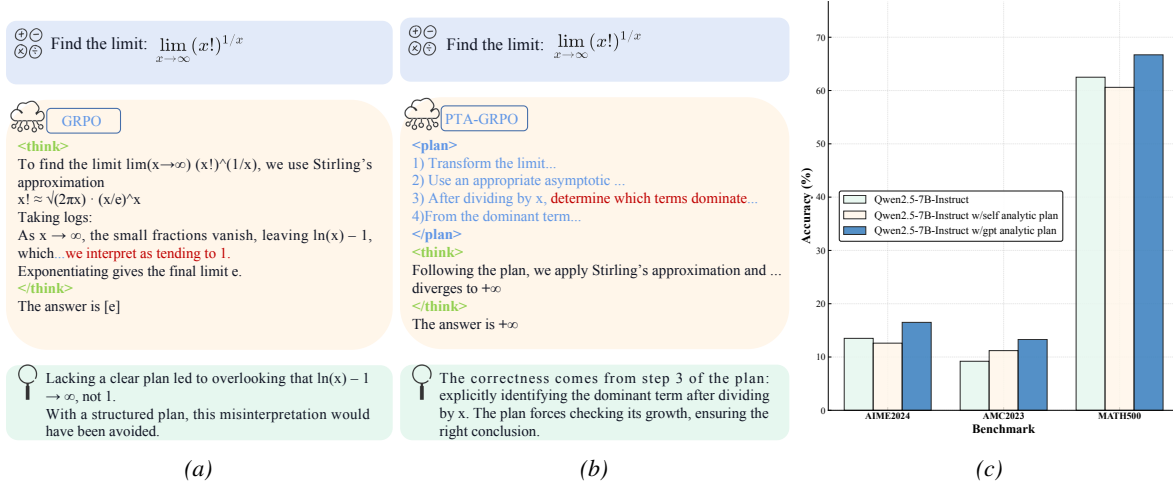 Find the limit: lim x→∞ (x!)^{1/x}
GRPO
<think>
To find the limit lim(x→∞) (x!)^(1/x), we use Stirling's
approximation
x! ≈ √(2πx) · (x/e)^x
Taking logs:
As x → ∞, the small fractions vanish, leaving ln(x) – 1,
which...we interpret as tending to 1.
Exponentiating gives the final limit e.
</think>
The answer is [e]
Lacking a clear plan led to overlooking that ln(x) – 1
→ ∞, not 1.
With a structured plan, this misinterpretation would
have been avoided.
(a)
Find the limit: lim x→∞ (x!)^{1/x}
PTA-GRPO
<plan>
1) Transform the limit...
2) Use an appropriate asymptotic ...
3) After dividing by x, determine which terms dominate...
4)From the dominant term...
</plan>
<think>
Following the plan, we apply Stirling's approximation and ...
diverges to +∞
</think>
The answer is +∞
The correctness comes from step 3 of the plan:
explicitly identifying the dominant term after dividing
by x. The plan forces checking its growth, ensuring the
right conclusion.
(b)
Accuracy (%)
70
60
50
40
30
20
10
0
Qwen2.5-7B-Instruct
Qwen2.5-7B-Instruct w/self analytic plan
Qwen2.5-7B-Instruct w/gpt analytic plan
AIME2024
AMC2023
MATH500
Benchmark
(c)